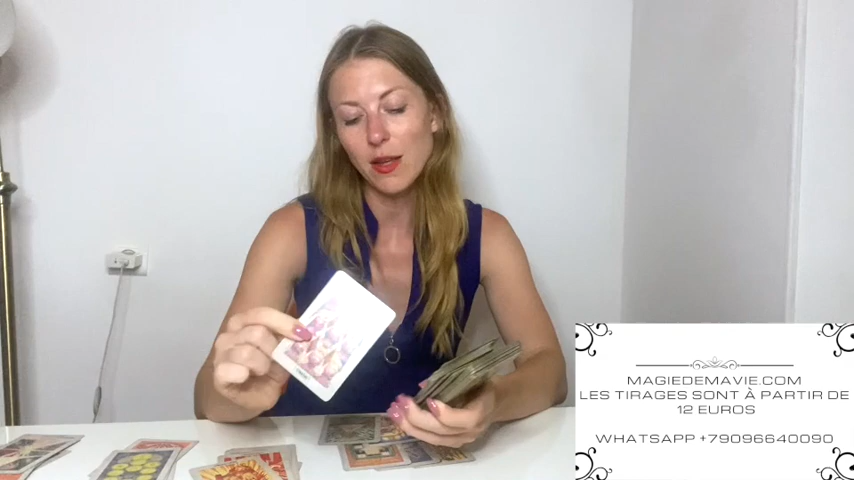 MAGIEDEMAVIE.COM
LES TIRAGES SONT À PARTIR DE
12 EUROS
WHATSAPP +79096640090